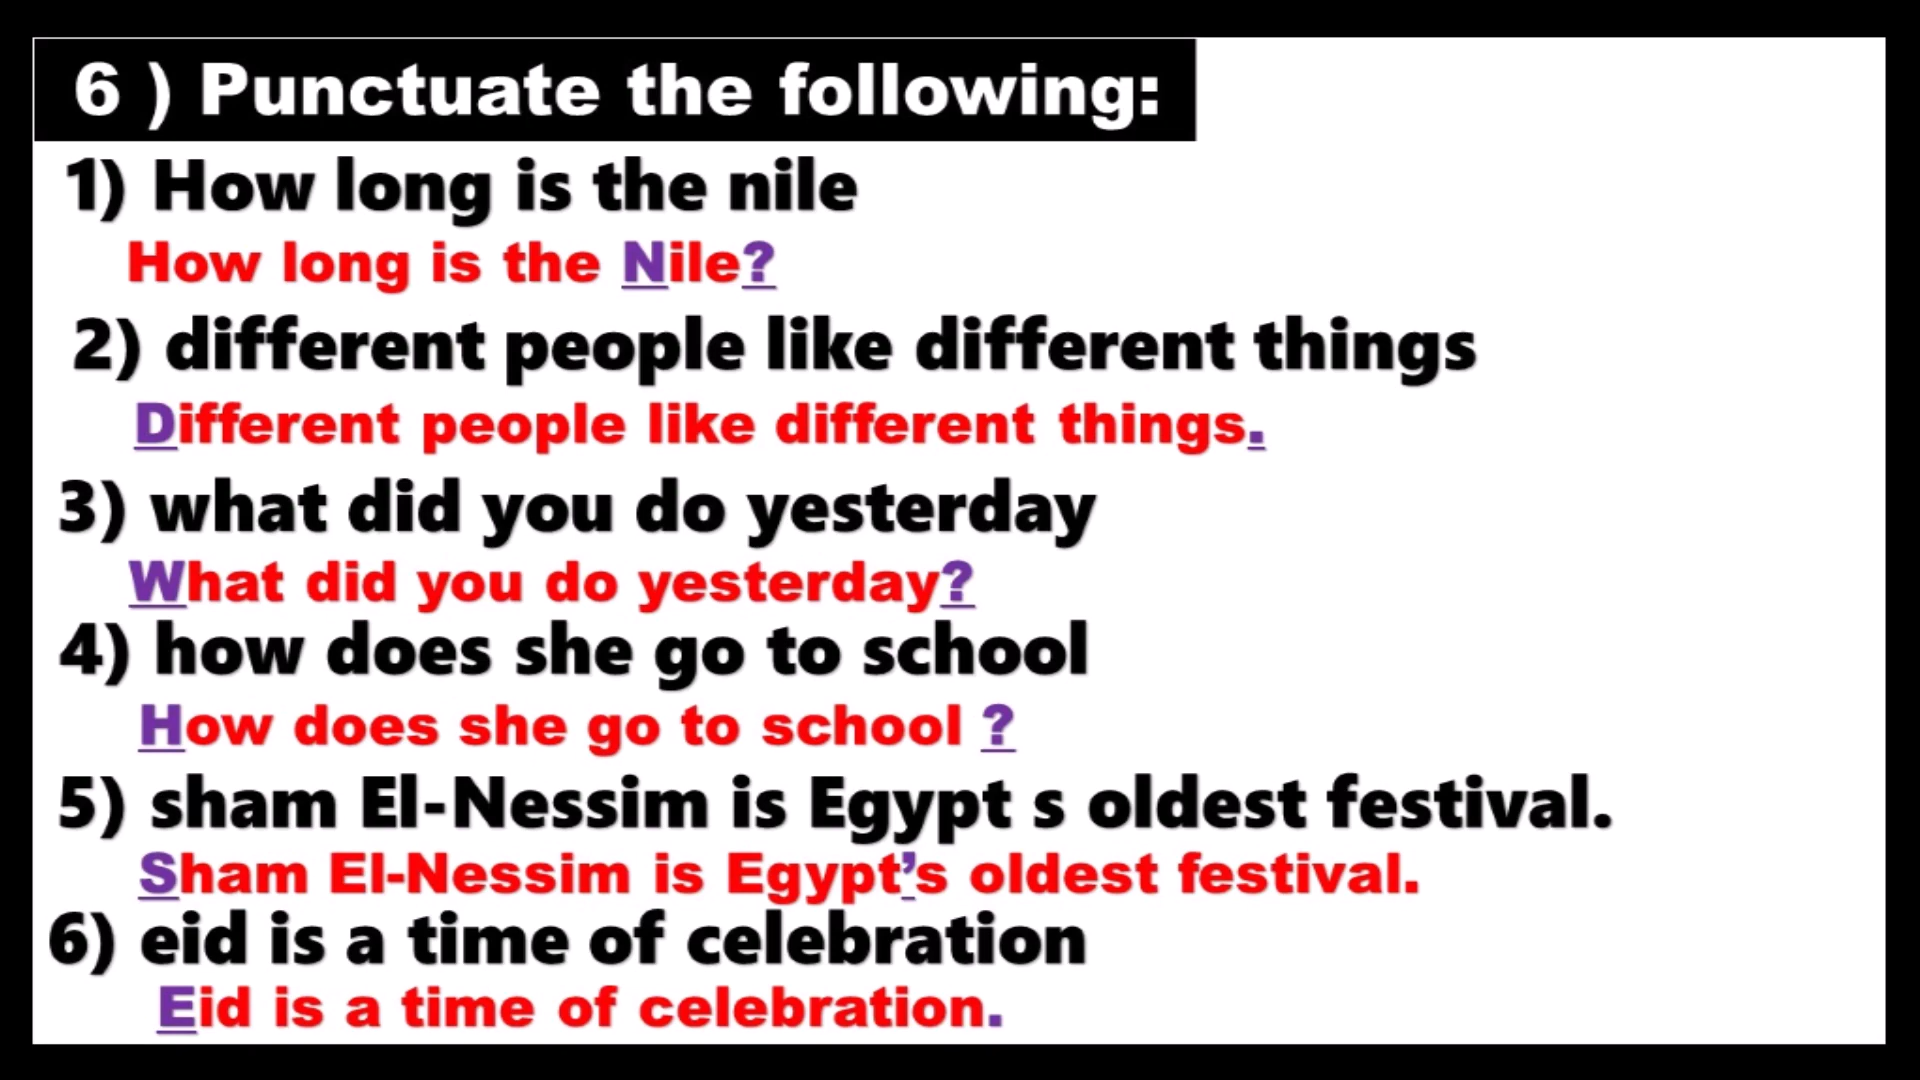 6 ) Punctuate the following:
1) How long is the nile
How long is the Nile?
2) different people like different things
Different people like different things.
3) what did you do yesterday
What did you do yesterday?
4) how does she go to school
How does she go to school ?
5) sham El-Nessim is Egypt s oldest festival.
Sham El-Nessim is Egypt’s oldest festival.
6) eid is a time of celebration
Eid is a time of celebration.